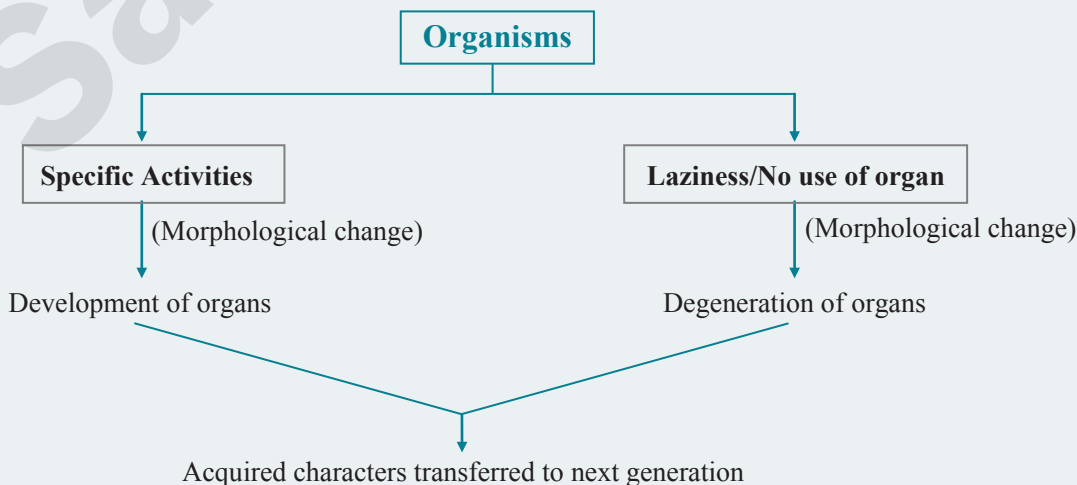 Organisms
Specific Activities
Laziness/No use of organ
(Morphological change)
(Morphological change)
Development of organs
Degeneration of organs
Acquired characters transferred to next generation